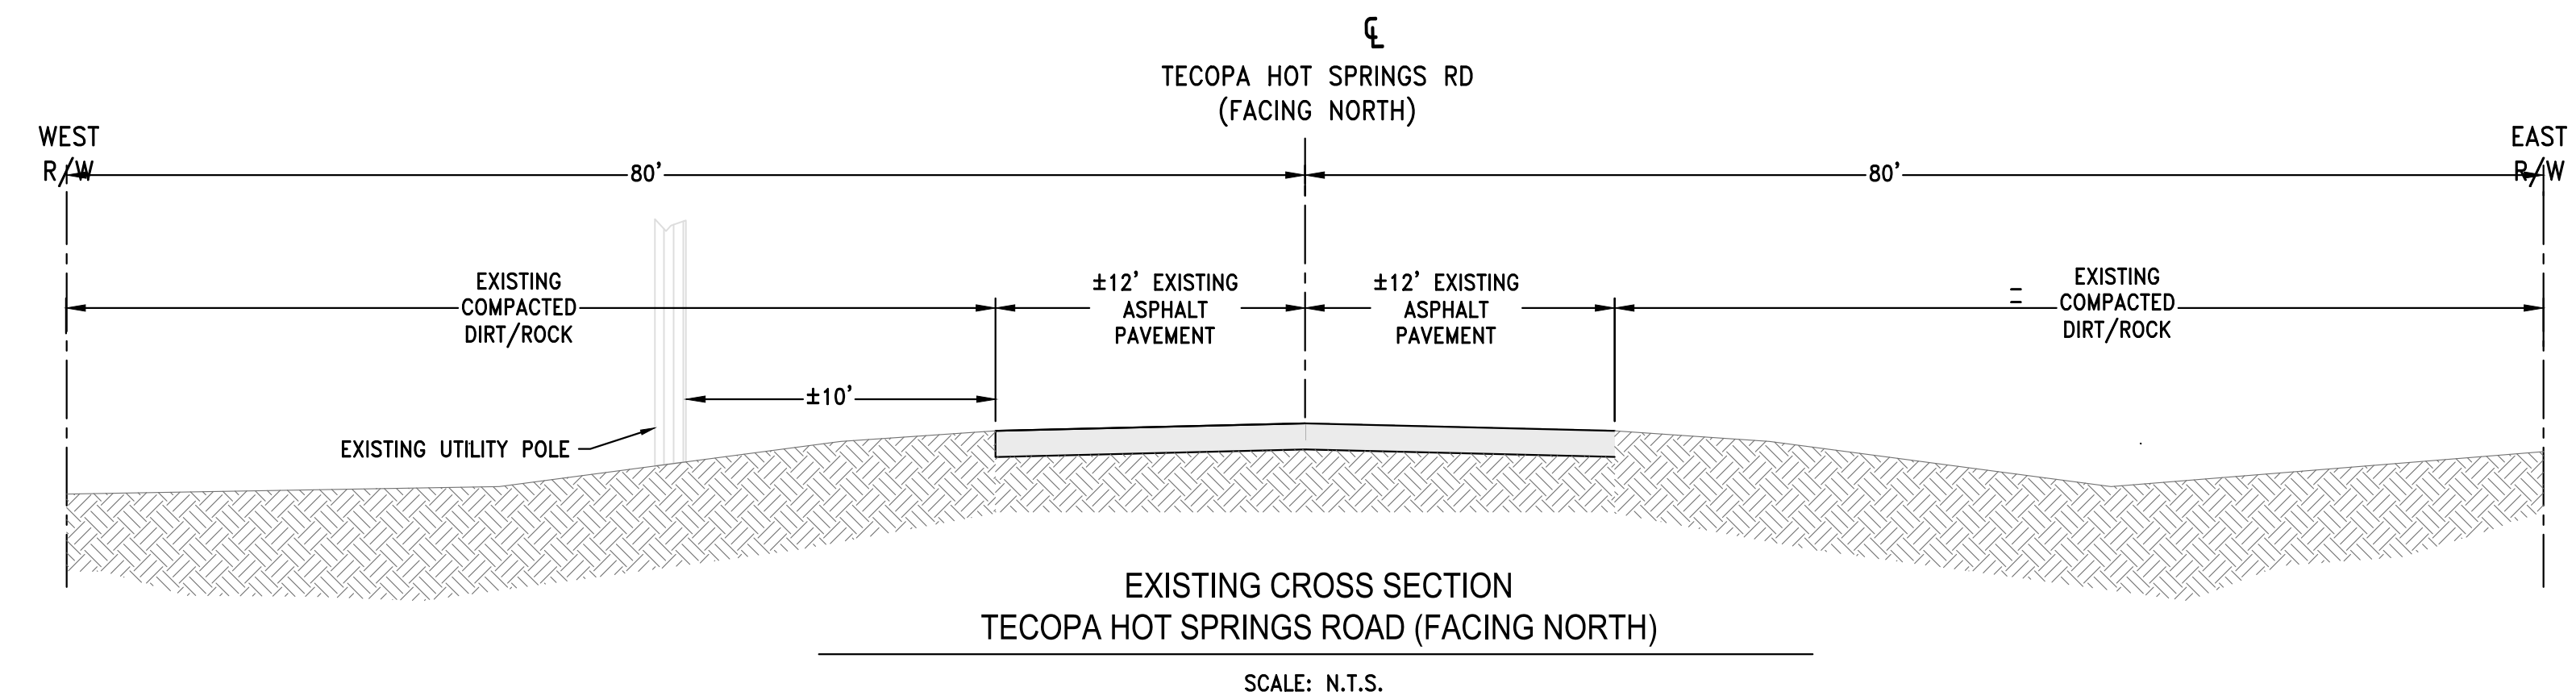 ℄
TECOPA HOT SPRINGS RD
(FACING NORTH)
WEST
R/W
EAST
R/W
80'
80'
EXISTING
COMPACTED
DIRT/ROCK
±12' EXISTING
ASPHALT
PAVEMENT
±12' EXISTING
ASPHALT
PAVEMENT
EXISTING
COMPACTED
DIRT/ROCK
±10'
EXISTING UTILITY POLE
EXISTING CROSS SECTION
TECOPA HOT SPRINGS ROAD (FACING NORTH)
SCALE: N.T.S.